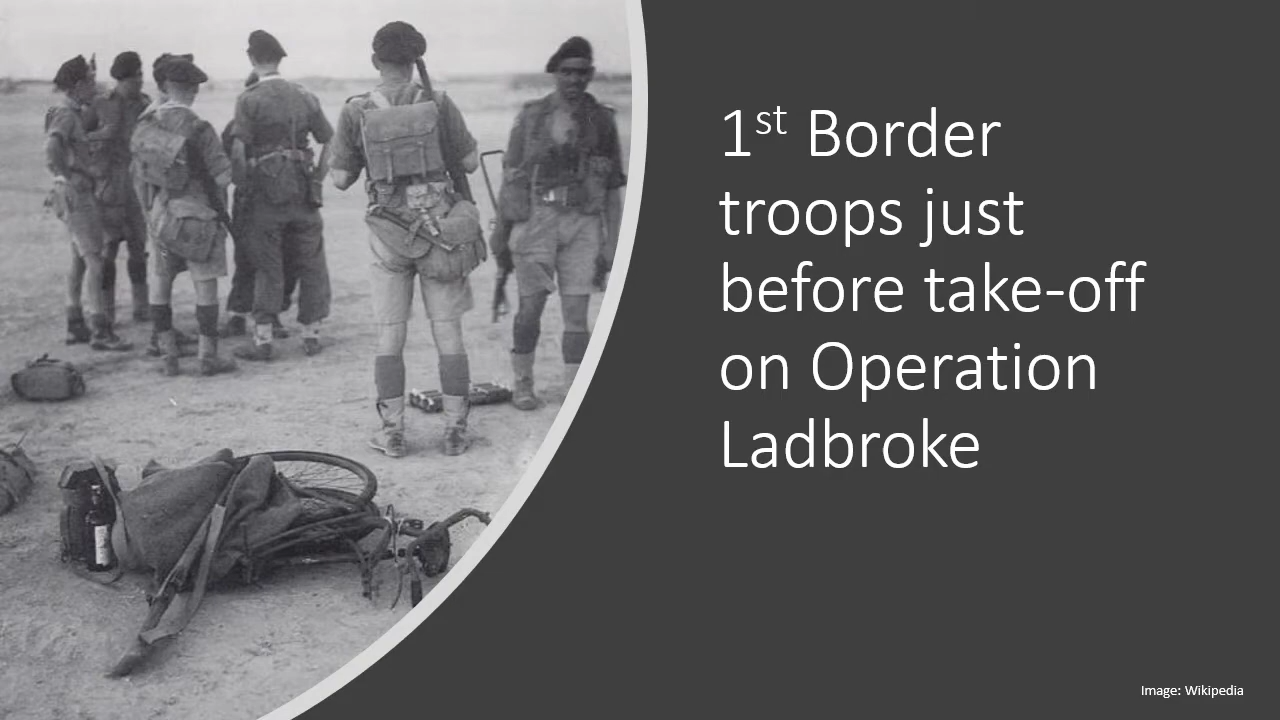 1st Border
troops just
before take-off
on Operation
Ladbroke
Image: Wikipedia